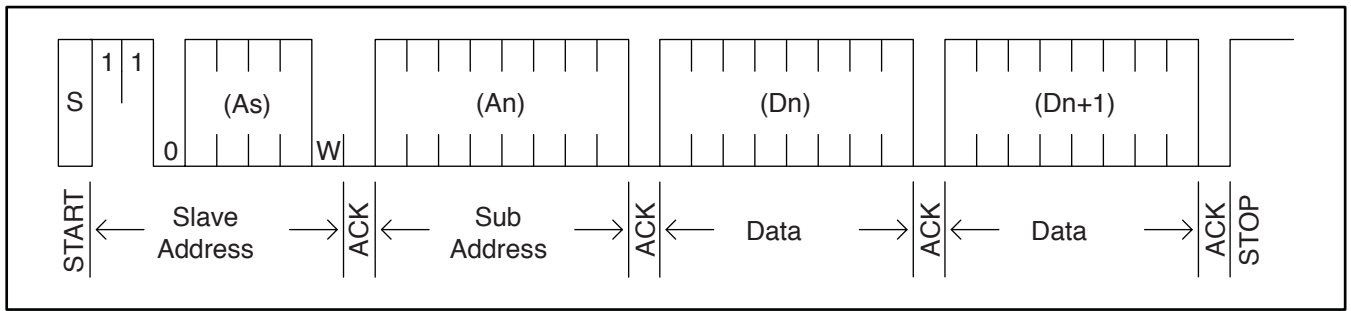 1 1
S (As) (An) (Dn) (Dn+1)
0 W
START Slave Address ACK Sub Address ACK Data ACK Data ACK STOP